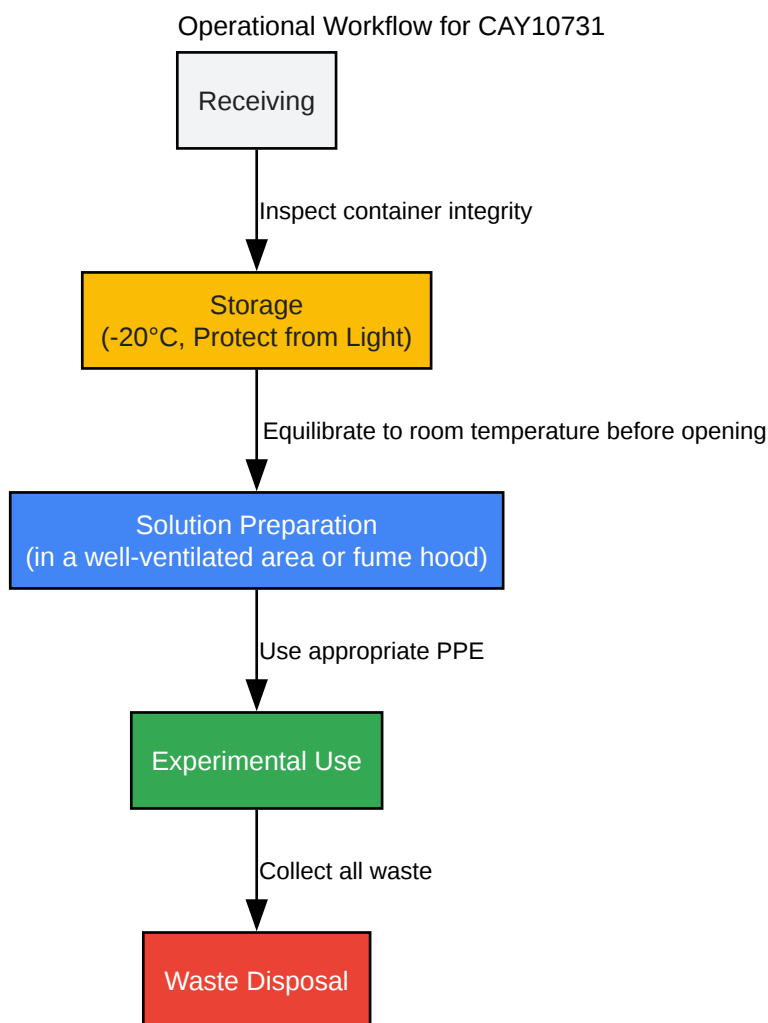 Operational Workflow for CAY10731
Receiving
Inspect container integrity
Storage
(-20°C, Protect from Light)
Equilibrate to room temperature before opening
Solution Preparation
(in a well-ventilated area or fume hood)
Use appropriate PPE
Experimental Use
Collect all waste
Waste Disposal